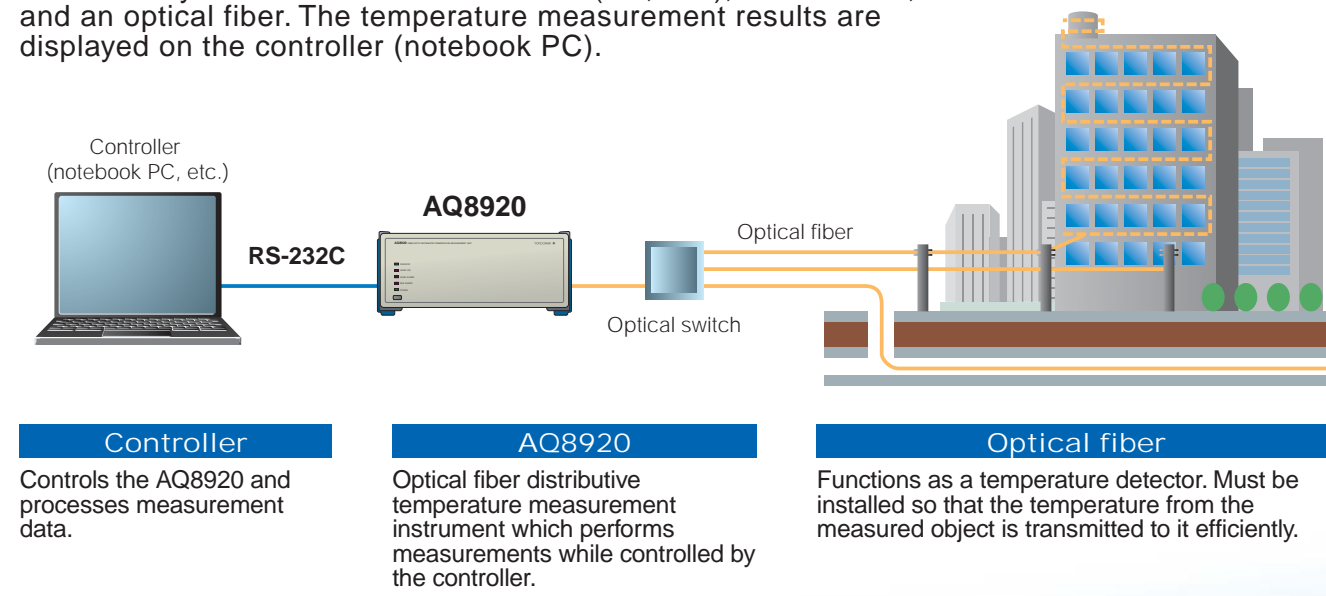 and an optical fiber. The temperature measurement results are
displayed on the controller (notebook PC).
Controller
(notebook PC, etc.)
RS-232C
AQ8920
Optical switch
Optical fiber
Controller
Controls the AQ8920 and
processes measurement
data.
AQ8920
Optical fiber distributive
temperature measurement
instrument which performs
measurements while controlled by
the controller.
Optical fiber
Functions as a temperature detector. Must be
installed so that the temperature from the
measured object is transmitted to it efficiently.